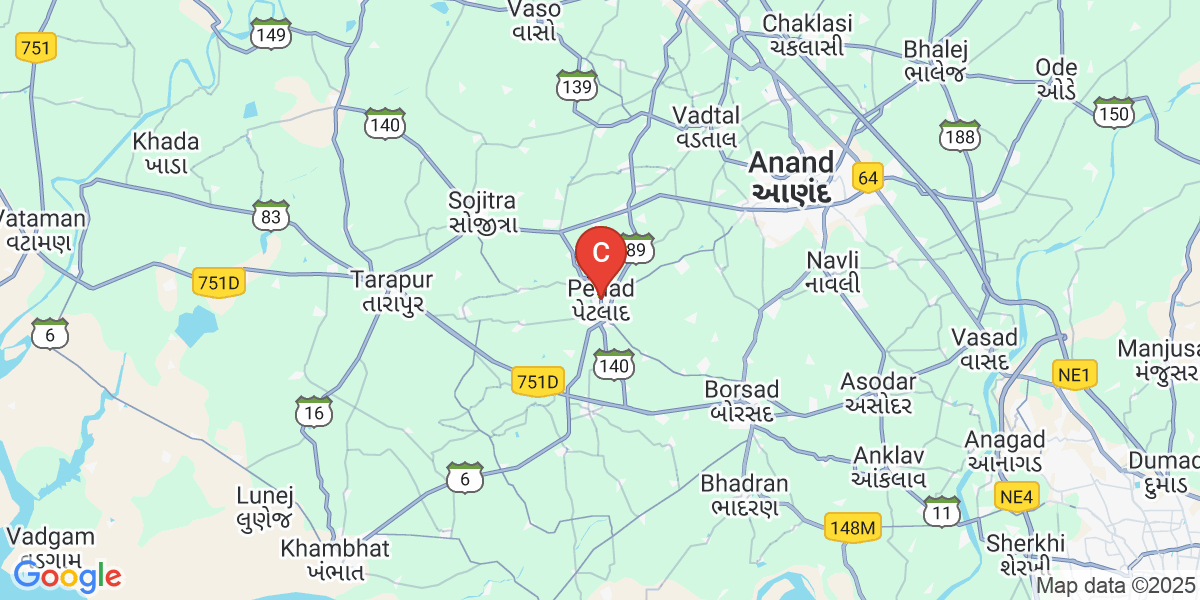 Vaso
વાસો
149
751
Chaklasi
ચકલાસી
Bhalej
ભાલેજ
Ode
ઓડે
139
Vadtal
વડતાલ
150
140
188
Khada
ખાડા
Anand
આણંદ
64
Sojitra
સોજીત્રા
83
Vataman
વટામણ
C
89
Navli
નાવલી
751D
Tarapur
તારાપુર
પેટલાદ
6
Vasad
વાસદ
Manjusa
મંજુસર
140
NE1
751D
Borsad
બોરસદ
Asodar
અસોદર
16
Anagad
આનાગડ
Anklav
આંકલાવ
Dumad
દુમાડ
6
Bhadran
ભાદરણ
NE4
Lunej
લુણેજ
11
148M
Vadgam
વડગામ
Khambhat
ખંભાત
Sherkhi
શેરખી
Google
Map data ©2025